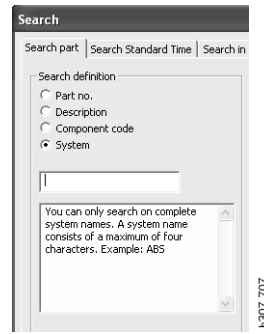 Search
Search part Search Standard Time Search in
Search definition
Part no.
Description
Component code
System
You can only search on complete
system names. A system name
consists of a maximum of four
characters. Example: ABS
b307 707